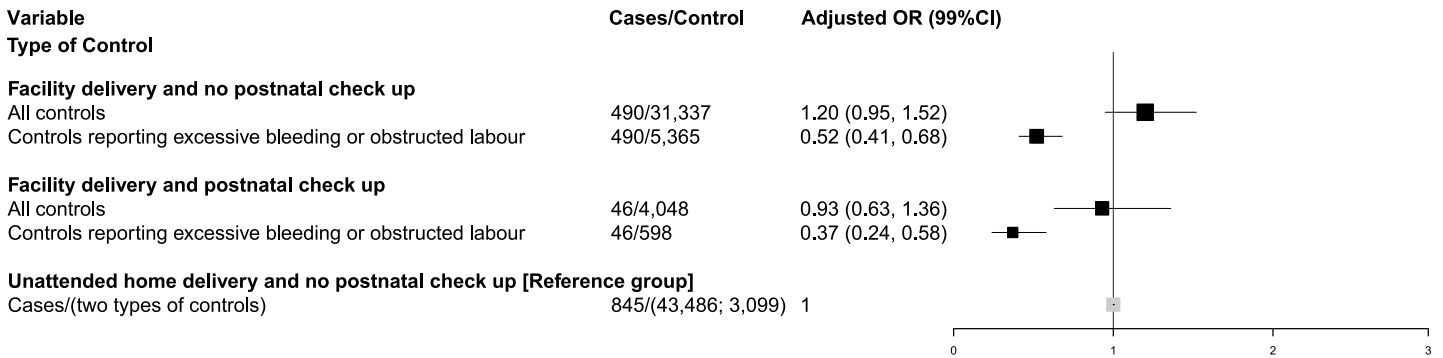 Variable Cases/Control Adjusted OR (99%CI)
Type of Control
Facility delivery and no postnatal check up
All controls 490/31,337 1.20 (0.95, 1.52)
Controls reporting excessive bleeding or obstructed labour 490/5,365 0.52 (0.41, 0.68)
Facility delivery and postnatal check up
All controls 46/4,048 0.93 (0.63, 1.36)
Controls reporting excessive bleeding or obstructed labour 46/598 0.37 (0.24, 0.58)
Unattended home delivery and no postnatal check up [Reference group]
Cases/(two types of controls) 845/(43,486; 3,099) 1
0 1 2 3